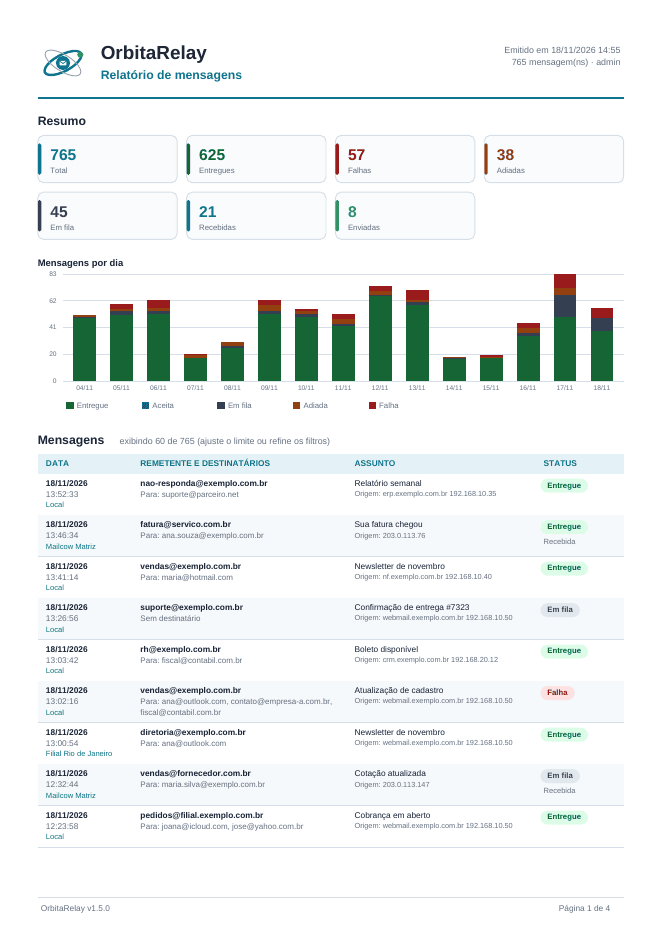 OrbitaRelay
Relatório de mensagens
Emitido em 18/11/2026 14:55
765 mensagem(ns) · admin
Resumo
765
Total
625
Entregues
57
Falhas
38
Adiadas
45
Em fila
21
Recebidas
8
Enviadas
Mensagens por dia
83
62
41
20
0
04/11 05/11 06/11 07/11 08/11 09/11 10/11 11/11 12/11 13/11 14/11 15/11 16/11 17/11 18/11
Entregue Aceita Em fila Adiada Falha
Mensagens exibindo 60 de 765 (ajuste o limite ou refine os filtros)
DATA REMETENTE E DESTINATÁRIOS ASSUNTO STATUS
18/11/2026 nao-responda@exemplo.com.br Relatório semanal Entregue
13:52:33 Para: suporte@parceiro.net Origem: erp.exemplo.com.br 192.168.10.35
Local
18/11/2026 fatura@servico.com.br Sua fatura chegou Entregue
13:46:34 Para: ana.souza@exemplo.com.br Origem: 203.0.113.76 Recebida
Mailcow Matriz
18/11/2026 vendas@exemplo.com.br Newsletter de novembro Entregue
13:41:14 Para: maria@hotmail.com Origem: nf.exemplo.com.br 192.168.10.40
Local
18/11/2026 suporte@exemplo.com.br Confirmação de entrega #7323 Em fila
13:26:56 Sem destinatário Origem: webmail.exemplo.com.br 192.168.10.50
Local
18/11/2026 rh@exemplo.com.br Boleto disponível Entregue
13:03:42 Para: fiscal@contabil.com.br Origem: crm.exemplo.com.br 192.168.20.12
Local
18/11/2026 vendas@exemplo.com.br Atualização de cadastro Falha
13:02:16 Para: ana@outlook.com, contato@empresa-a.com.br, Origem: webmail.exemplo.com.br 192.168.10.50
Local fiscal@contabil.com.br
18/11/2026 diretoria@exemplo.com.br Newsletter de novembro Entregue
13:00:54 Para: ana@outlook.com Origem: webmail.exemplo.com.br 192.168.10.50
Filial Rio de Janeiro
18/11/2026 vendas@fornecedor.com.br Cotação atualizada Em fila
12:32:44 Para: maria.silva@exemplo.com.br Origem: 203.0.113.147 Recebida
Mailcow Matriz
18/11/2026 pedidos@filial.exemplo.com.br Cobrança em aberto Entregue
12:23:58 Para: joana@icloud.com, jose@yahoo.com.br Origem: webmail.exemplo.com.br 192.168.10.50
Local
OrbitaRelay v1.5.0 Página 1 de 4